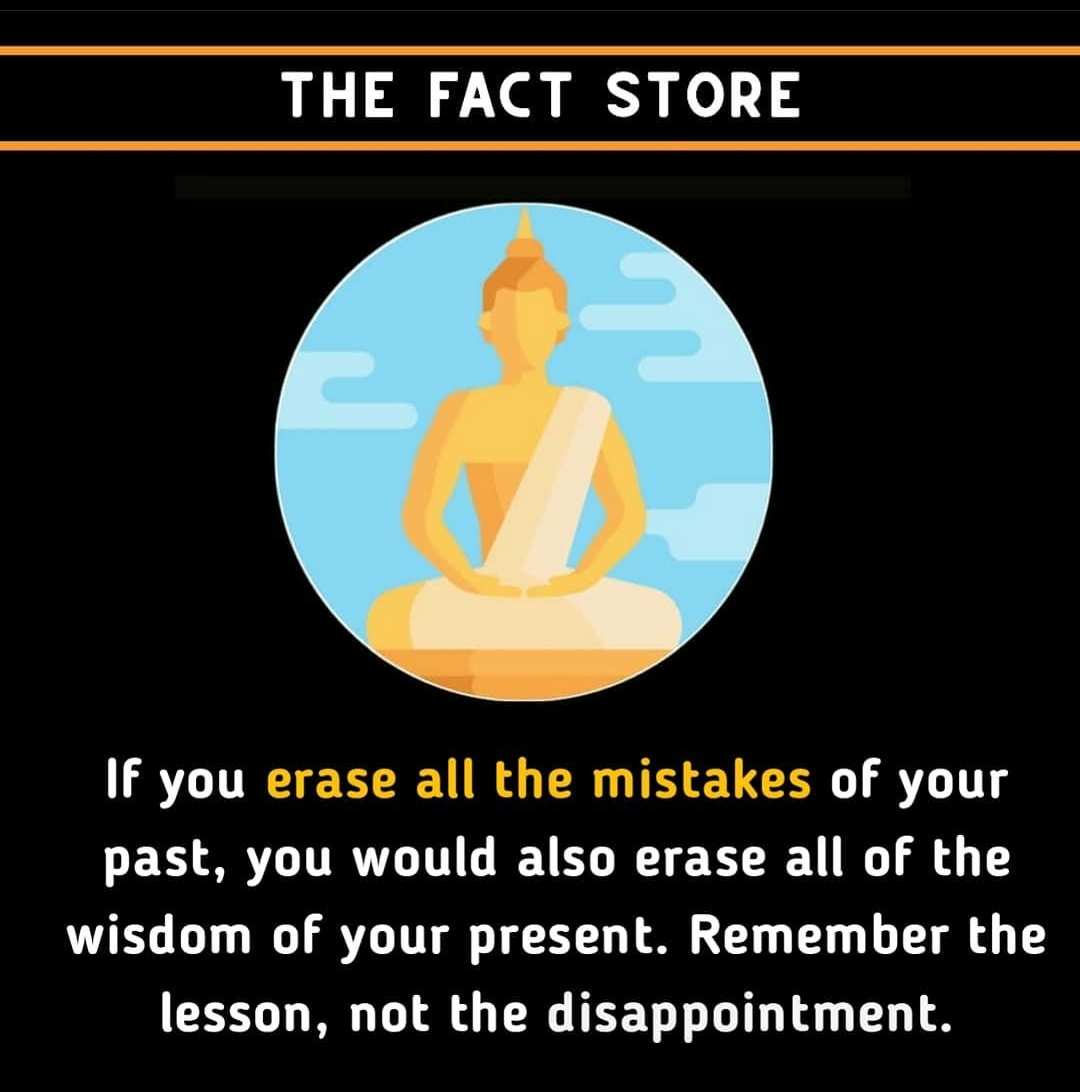 THE FACT STORE
If you erase all the mistakes of your
past, you would also erase all of the
wisdom of your present. Remember the
lesson, not the disappointment.